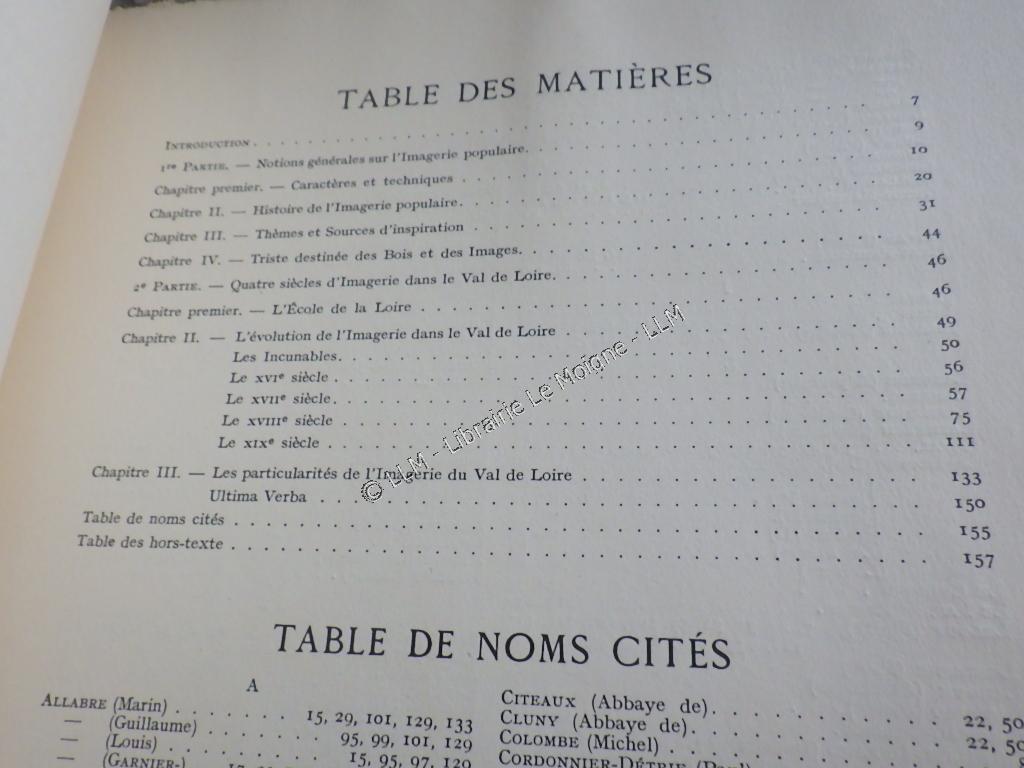 TABLE DES MATIÈRES
INTRODUCTION . . . 7
1re PARTIE. — Notions générales sur l'Imagerie populaire. . . . 9
Chapitre premier. — Caractères et techniques . . . 10
Chapitre II. — Histoire de l'Imagerie populaire. . . . 20
Chapitre III. — Thèmes et Sources d'inspiration . . . 31
Chapitre IV. — Triste destinée des Bois et des Images. . . . 44
2e PARTIE. — Quatre siècles d'Imagerie dans le Val de Loire. . . . 46
Chapitre premier. — L'École de la Loire . . . 46
Chapitre II. — L'évolution de l'Imagerie dans le Val de Loire . . . 49
Les Incunables. . . . 50
Le XVIe siècle . . . 56
Le XVIIe siècle. . . . 57
Le XVIIIe siècle . . . 75
Le XIXe siècle . . . 111
Chapitre III. — Les particularités de l'Imagerie du Val de Loire . . . 133
Ultima Verba . . . 150
Table de noms cités . . . 155
Table des hors-texte . . . 157
© LLM - Librairie Le Moigne - LLM
TABLE DE NOMS CITÉS
A
ALLABRE (Marin) . . . 15, 29, 101, 129, 133
— (Guillaume) . . . 95, 99, 101, 129
— (Louis) . . . 15, 95, 97, 129
— (GARNIER-)
CITEAUX (Abbaye de). . . . 22, 50
CLUNY (Abbaye de). . . . 22, 50
COLOMBE (Michel) . . .
CORDONNIER-DÉTRIE